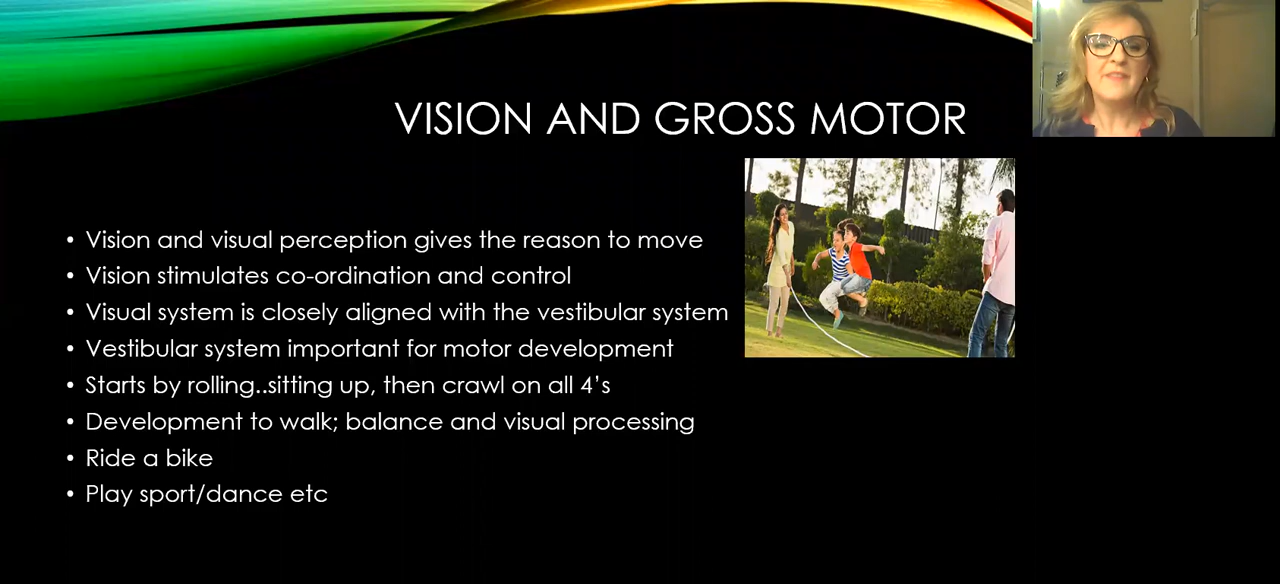 VISION AND GROSS MOTOR
• Vision and visual perception gives the reason to move
• Vision stimulates co-ordination and control
• Visual system is closely aligned with the vestibular system
• Vestibular system important for motor development
• Starts by rolling..sitting up, then crawl on all 4’s
• Development to walk; balance and visual processing
• Ride a bike
• Play sport/dance etc